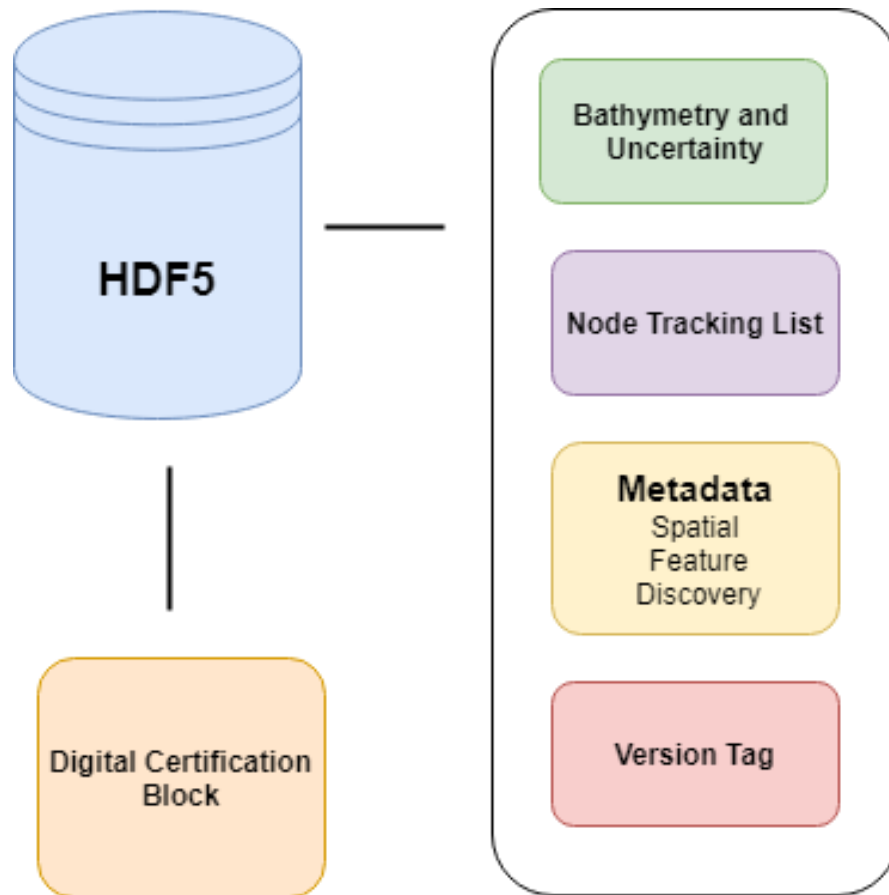 HDF5
Bathymetry and
Uncertainty
Node Tracking List
Metadata
Spatial
Feature
Discovery
Version Tag
Digital Certification
Block